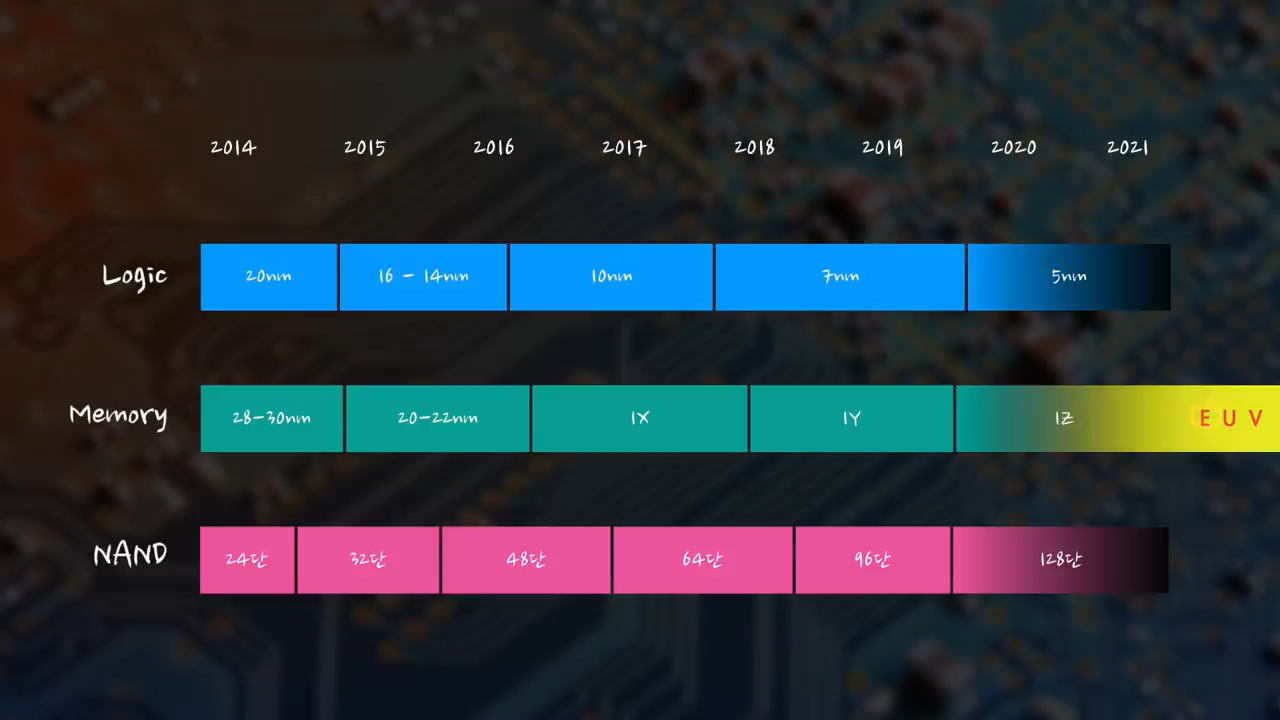 2014 2015 2016 2017 2018 2019 2020 2021
Logic 20nm 16 - 14nm 10nm 7nm 5nm
Memory 28-30nm 20-22nm 1X 1Y 1Z EUV
NAND 24단 32단 48단 64단 96단 128단